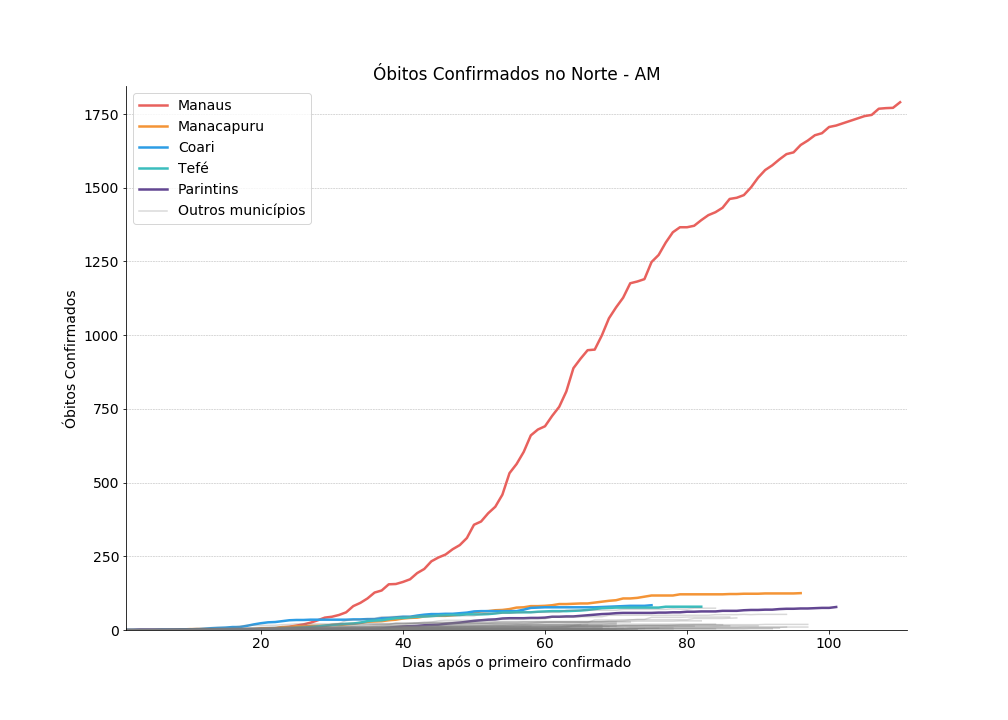 Óbitos Confirmados no Norte - AM
Manaus
Manacapuru
Coari
Tefé
Parintins
Outros municípios
1750
1500
1250
1000
750
500
250
0
Óbitos Confirmados
20 40 60 80 100
Dias após o primeiro confirmado